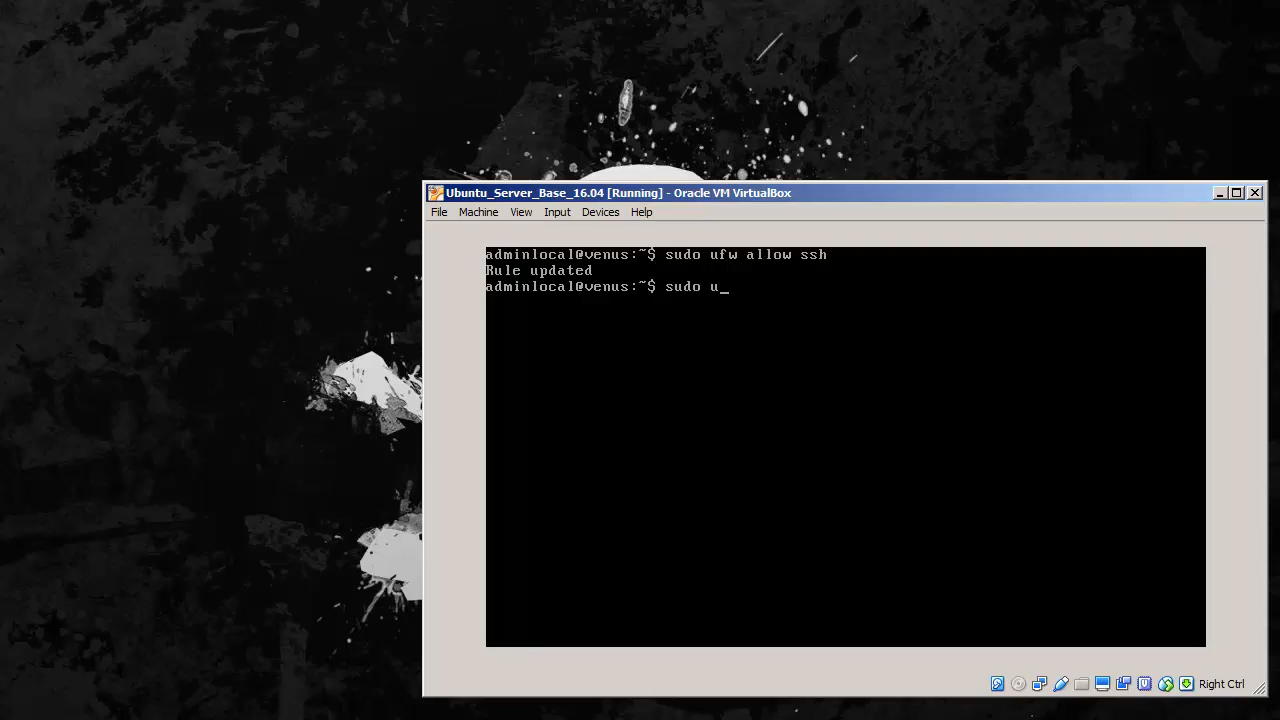 Ubuntu_Server_Base_16.04 [Running] - Oracle VM VirtualBox
File Machine View Input Devices Help
adminlocal@venus:~$ sudo ufw allow ssh
Rule updated
adminlocal@venus:~$ sudo u_
Right Ctrl